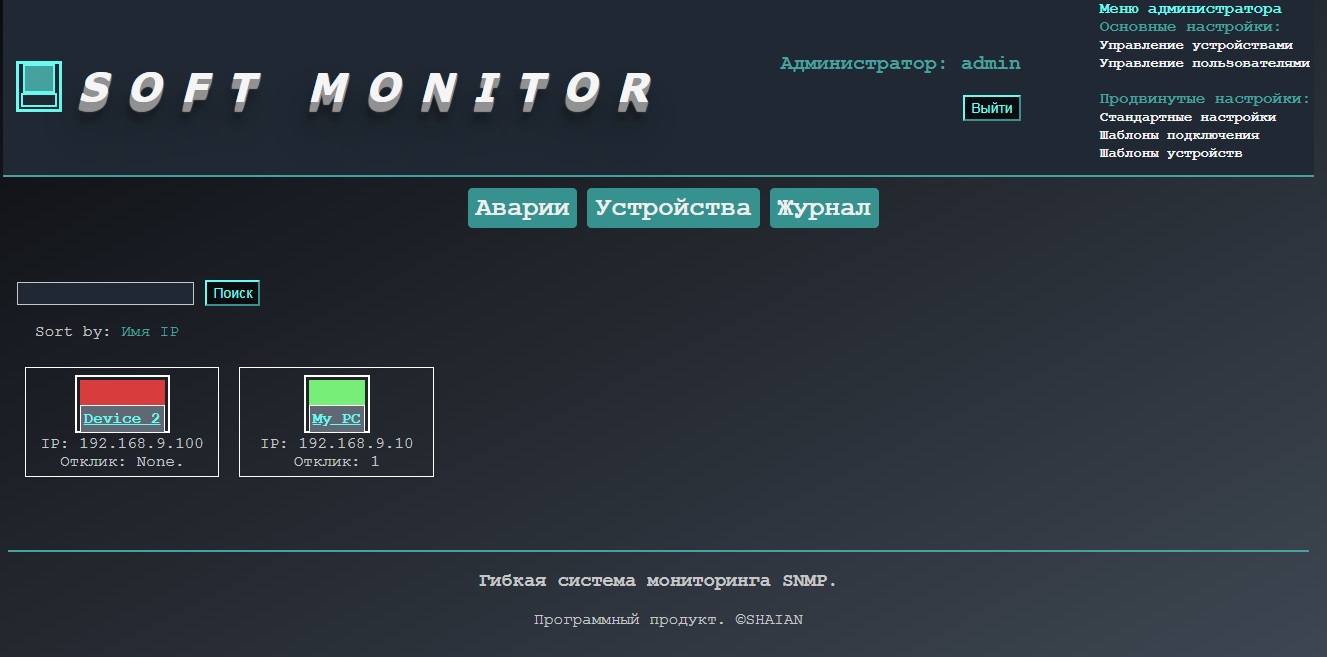 SOFT MONITOR
Администратор: admin
Выйти
Меню администратора
Основные настройки:
Управление устройствами
Управление пользователями
Продвинутые настройки:
Стандартные настройки
Шаблоны подключения
Шаблоны устройств
Аварии Устройства Журнал
Поиск
Sort by: Имя IP
Device 2
IP: 192.168.9.100
Отклик: None.
My PC
IP: 192.168.9.10
Отклик: 1
Гибкая система мониторинга SNMP.
Программный продукт. ©SHAIAN